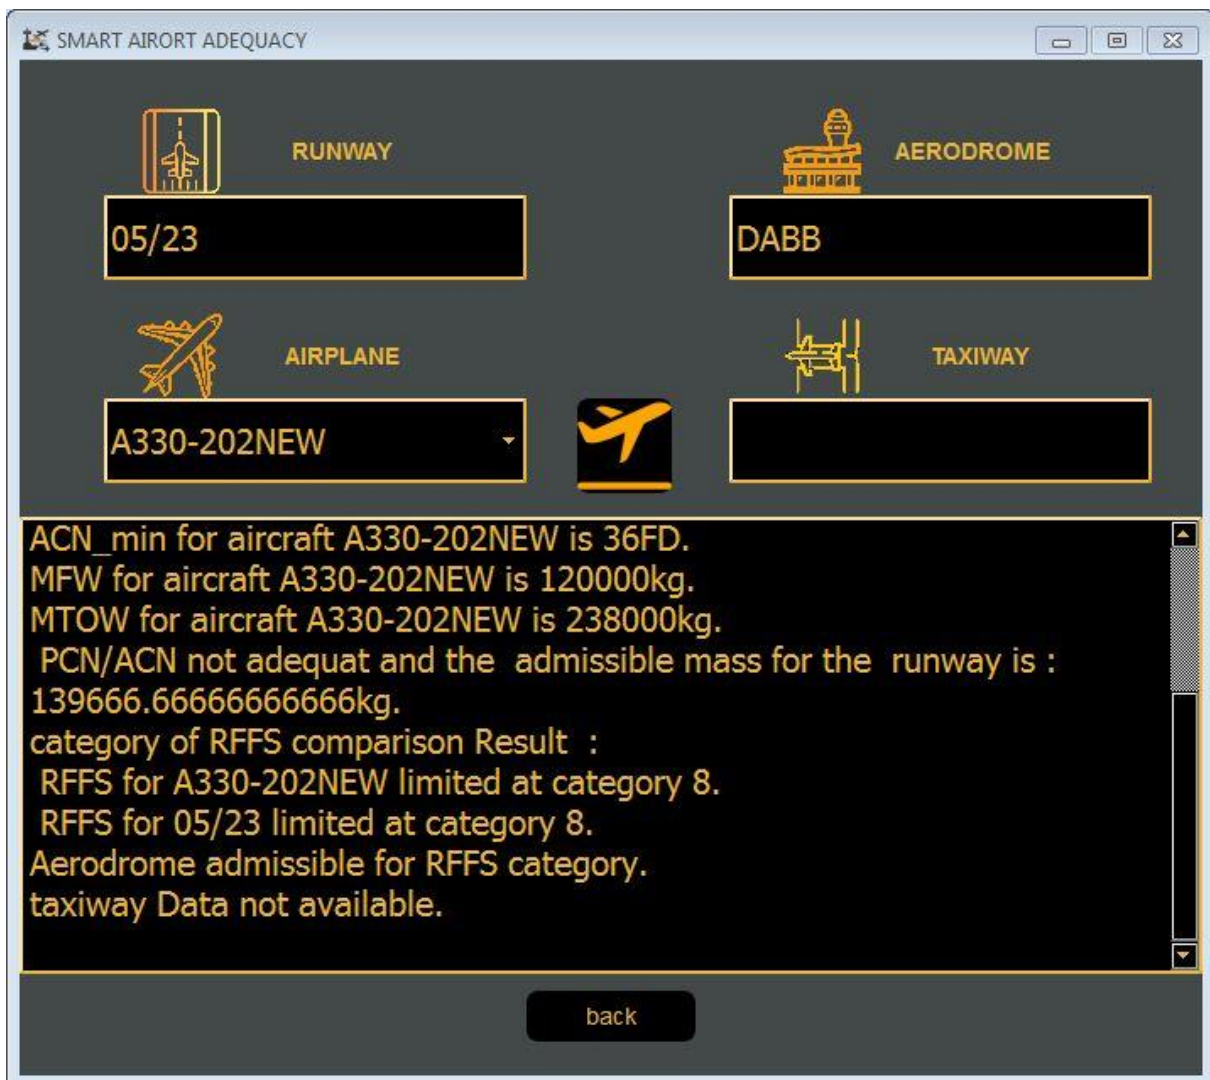 SMART AIRORT ADEQUACY
RUNWAY
AERODROME
05/23
DABB
AIRPLANE
TAXIWAY
A330-202NEW
ACN_min for aircraft A330-202NEW is 36FD.
MFW for aircraft A330-202NEW is 120000kg.
MTOW for aircraft A330-202NEW is 238000kg.
PCN/ACN not adequat and the  admissible mass for the  runway is :
139666.66666666666kg.
category of RFFS comparison Result  :
RFFS for A330-202NEW limited at category 8.
RFFS for 05/23 limited at category 8.
Aerodrome admissible for RFFS category.
taxiway Data not available.
back